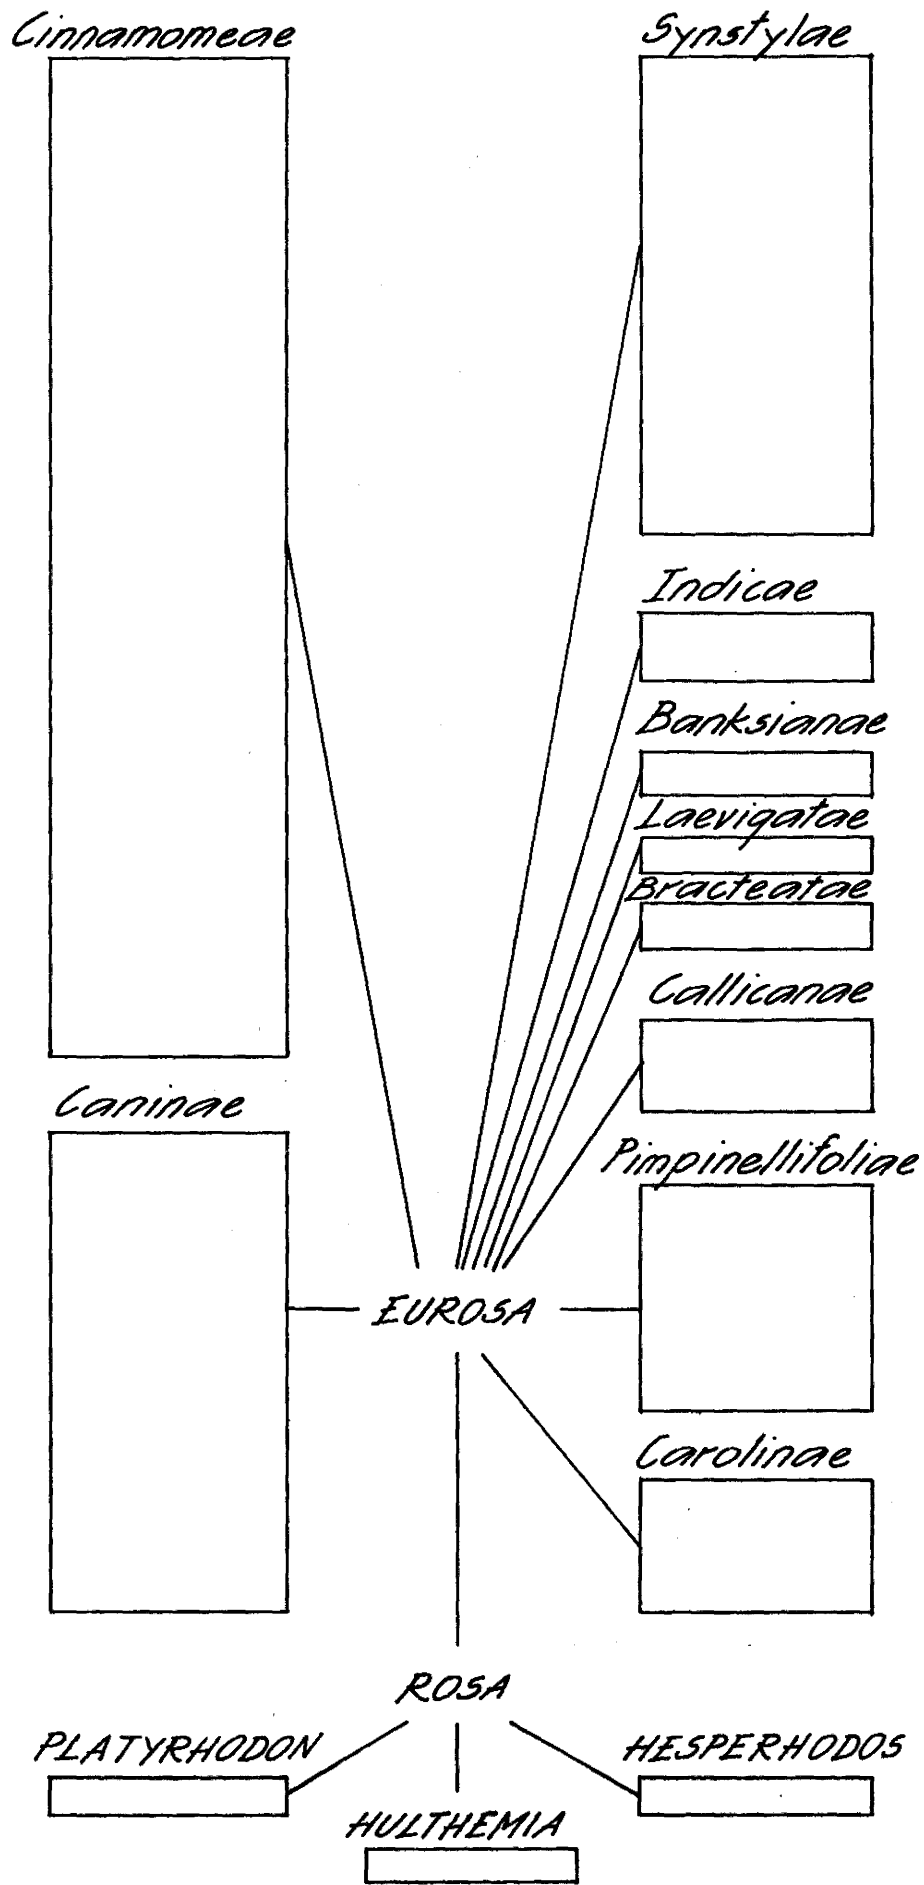 Cinnamomeae
Synstylae
Indicae
Banksianae
Laevigatae
Bracteatae
Callicanae
Caninae
Pimpinellifoliae
EUROSA
Carolinae
ROSA
PLATYRHODON
HESPERHODOS
HULTHEMIA